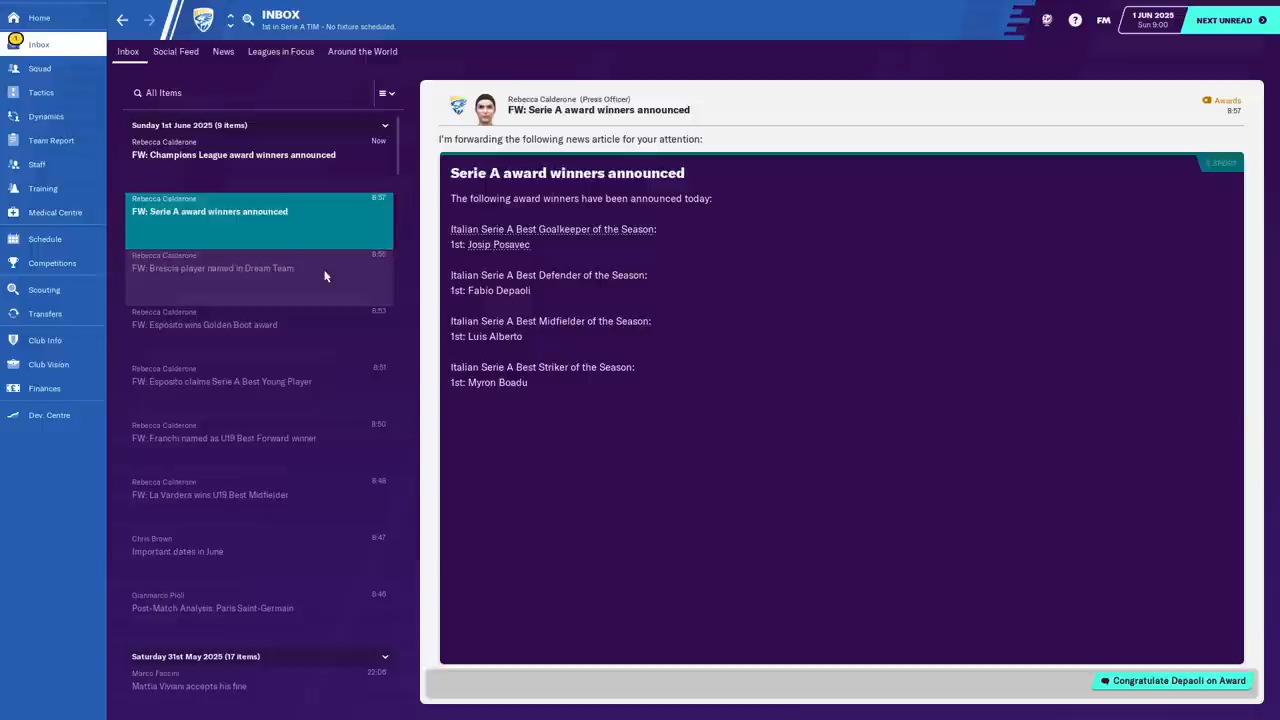 Home
Inbox
Squad
Tactics
Dynamics
Team Report
Staff
Training
Medical Centre
Schedule
Competitions
Scouting
Transfers
Club Info
Club Vision
Finances
Dev. Centre
INBOX
1st in Serie A TIM - No fixture scheduled.
FM
1 JUN 2025
Sun 9:00
NEXT UNREAD
Inbox
Social Feed
News
Leagues in Focus
Around the World
All Items
Sunday 1st June 2025 (9 items)
Rebecca Calderone Now
FW: Champions League award winners announced
Rebecca Calderone 8:57
FW: Serie A award winners announced
Rebecca Calderone
FW: Brescia player named in Dream Team
Rebecca Calderone 8:53
FW: Esposito wins Golden Boot award
Rebecca Calderone 8:51
FW: Esposito claims Serie A Best Young Player
Rebecca Calderone 8:50
FW: Franchi named as U19 Best Forward winner
Rebecca Calderone 8:48
FW: La Vardera wins U19 Best Midfielder
Chris Brown 8:47
Important dates in June
Gianmarco Pioli 8:46
Post-Match Analysis: Paris Saint-Germain
Saturday 31st May 2025 (17 items)
Marco Faccini 22:06
Mattia Viviani accepts his fine
Rebecca Calderone (Press Officer)
FW: Serie A award winners announced
Awards
8:57
I'm forwarding the following news article for your attention:
SPORT
Serie A award winners announced
The following award winners have been announced today:
Italian Serie A Best Goalkeeper of the Season:
1st: Josip Posavec
Italian Serie A Best Defender of the Season:
1st: Fabio Depaoli
Italian Serie A Best Midfielder of the Season:
1st: Luis Alberto
Italian Serie A Best Striker of the Season:
1st: Myron Boadu
Congratulate Depaoli on Award